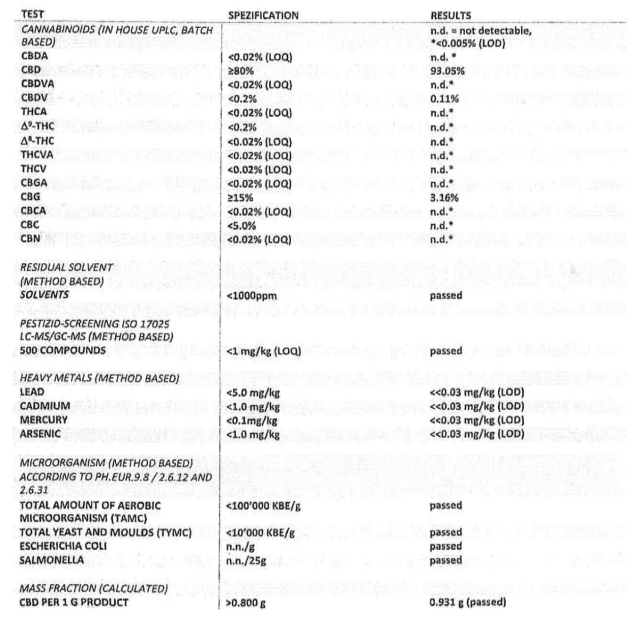 TEST SPEZIFICATION RESULTS
CANNABINOIDS (IN HOUSE UPLC, BATCH n.d. = not detectable,
BASED) *<0.005% (LOD)
CBDA <0.02% (LOQ) n.d. *
CBD ≥80% 93.05%
CBDVA <0.02% (LOQ) n.d.*
CBDV <0.2% 0.11%
THCA <0.02% (LOQ) n.d.*
Δ⁹-THC <0.2% n.d.*
Δ⁸-THC <0.02% (LOQ) n.d.*
THCVA <0.02% (LOQ) n.d.*
THCV <0.02% (LOQ) n.d.*
CBGA <0.02% (LOQ) n.d.*
CBG ≥15% 3.16%
CBCA <0.02% (LOQ) n.d.*
CBC <5.0% n.d.*
CBN <0.02% (LOQ) n.d.*
RESIDUAL SOLVENT
(METHOD BASED)
SOLVENTS <1000ppm passed
PESTIZID-SCREENING ISO 17025
LC-MS/GC-MS (METHOD BASED)
500 COMPOUNDS <1 mg/kg (LOQ) passed
HEAVY METALS (METHOD BASED)
LEAD <5.0 mg/kg <<0.03 mg/kg (LOD)
CADMIUM <1.0 mg/kg <<0.03 mg/kg (LOD)
MERCURY <0.1mg/kg <<0.03 mg/kg (LOD)
ARSENIC <1.0 mg/kg <<0.03 mg/kg (LOD)
MICROORGANISM (METHOD BASED)
ACCORDING TO PH.EUR.9.8 / 2.6.12 AND
2.6.31
TOTAL AMOUNT OF AEROBIC <100'000 KBE/g passed
MICROORGANISM (TAMC)
TOTAL YEAST AND MOULDS (TYMC) <10'000 KBE/g passed
ESCHERICHIA COLI n.n./g passed
SALMONELLA n.n./25g passed
MASS FRACTION (CALCULATED)
CBD PER 1 G PRODUCT >0.800 g 0.931 g (passed)